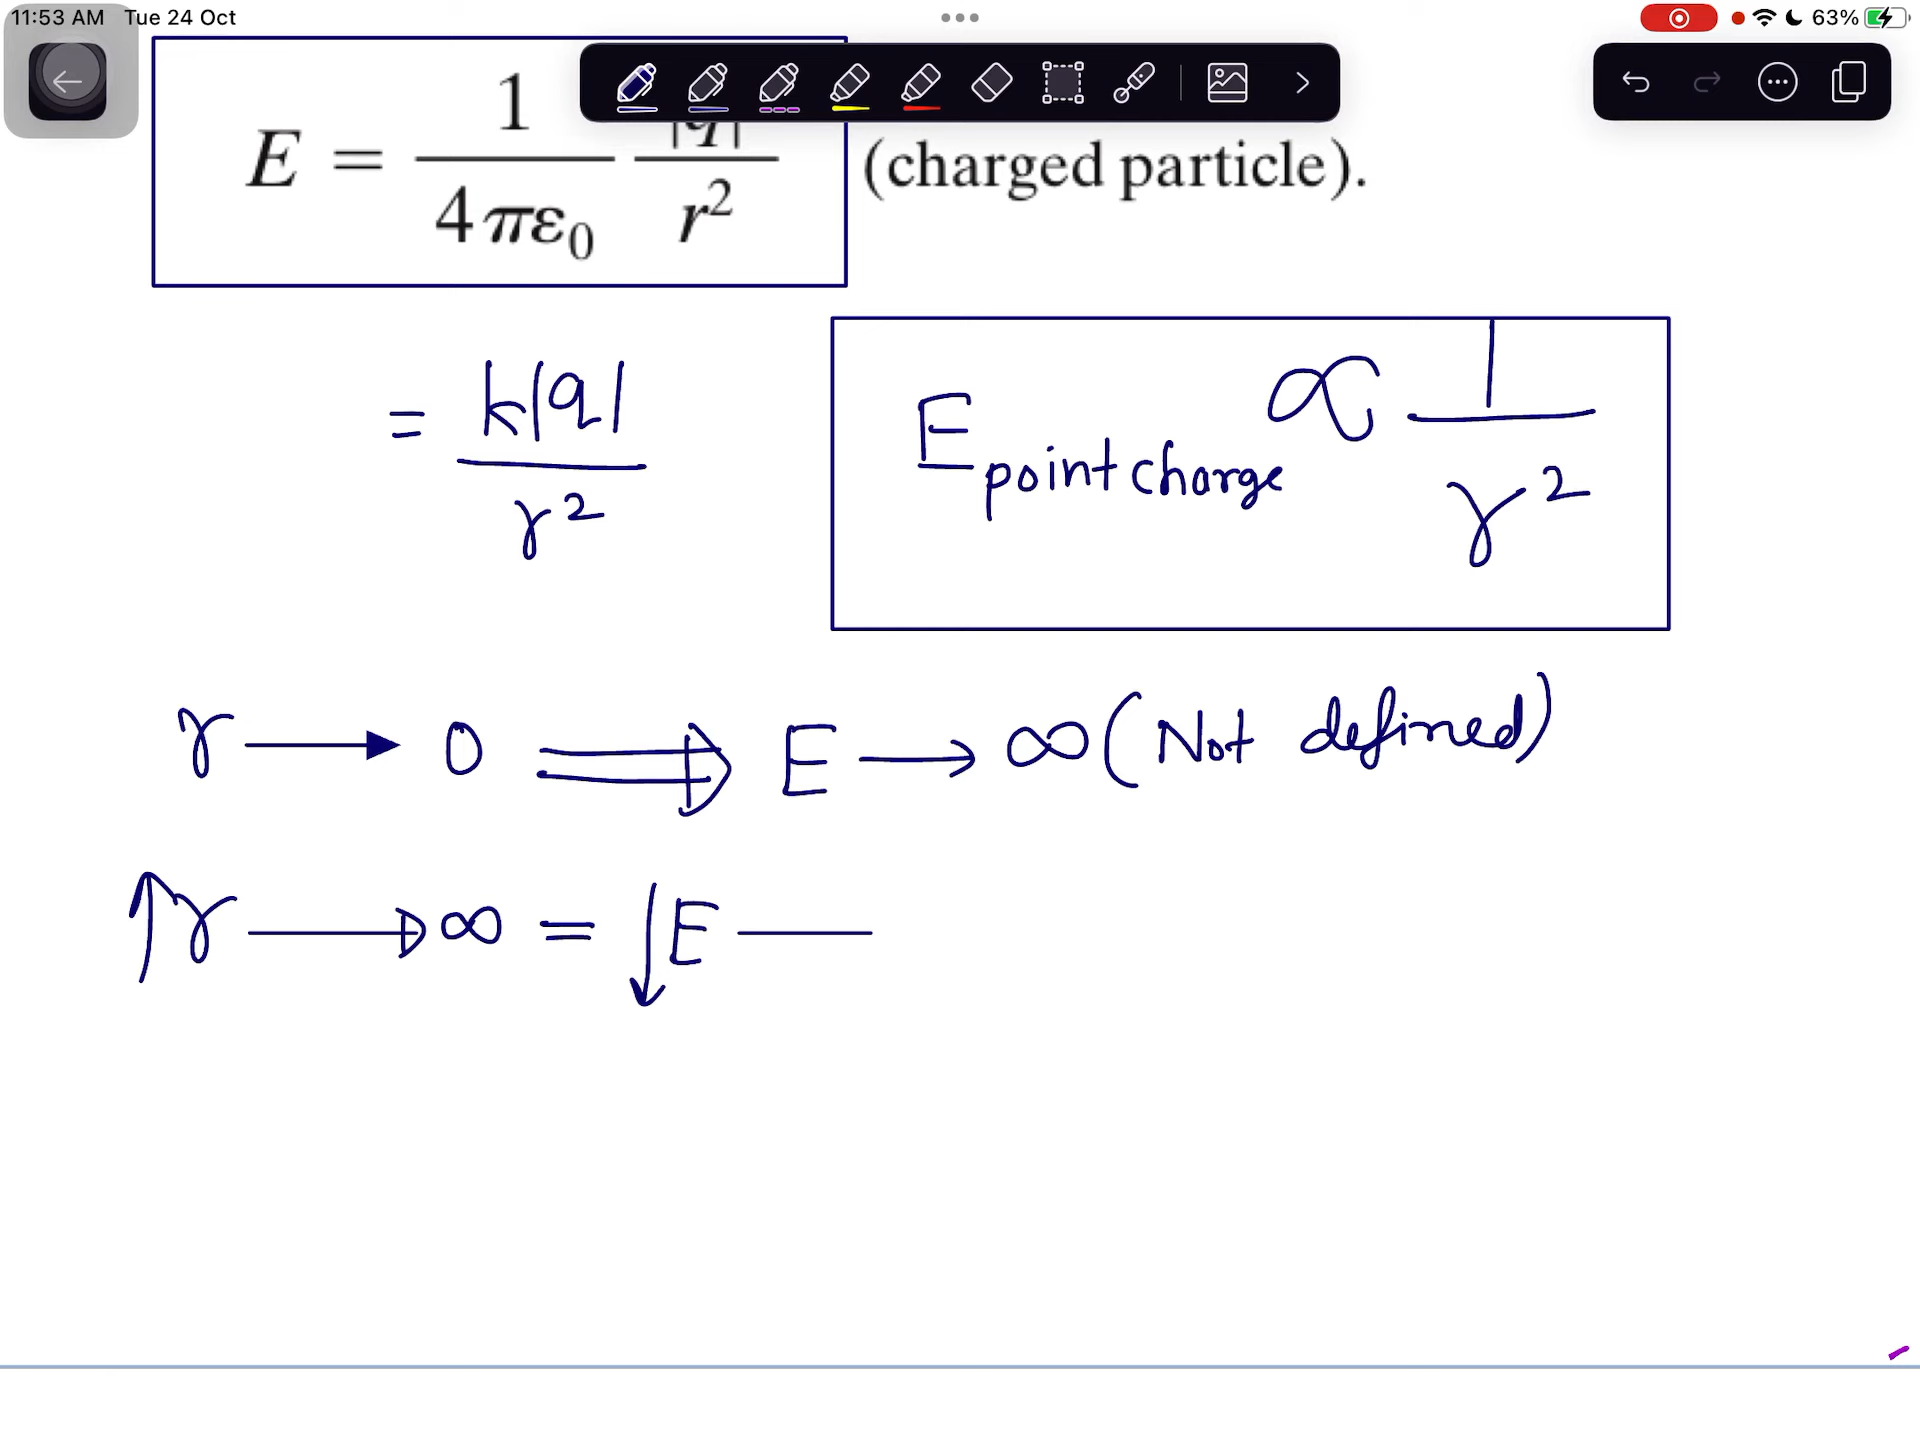 11:53 AM Tue 24 Oct
63%
E = 1 / 4πε₀ |q| / r² (charged particle).
= k|q| / r²
E point charge ∝ 1 / r²
r → 0 ⇒ E → ∞ (Not defined)
↑r → ∞ = ↓E —